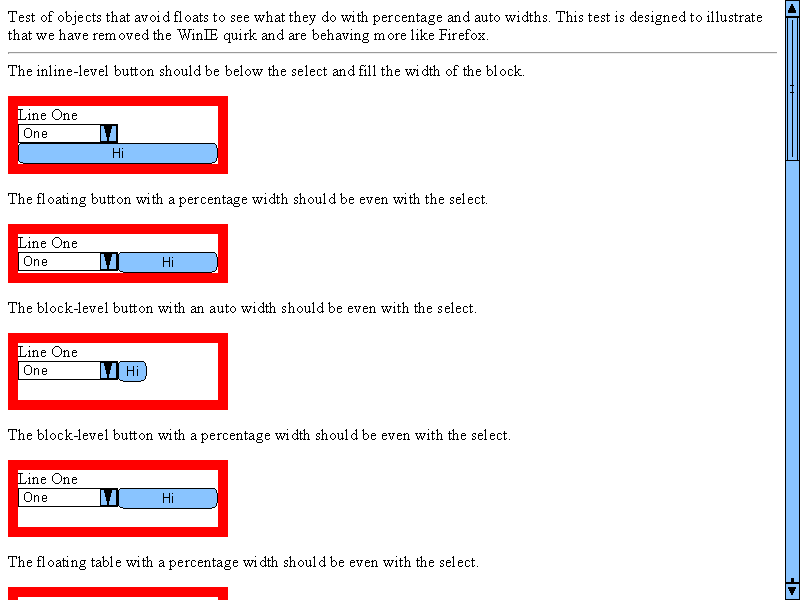 Test of objects that avoid floats to see what they do with percentage and auto widths. This test is designed to illustrate
that we have removed the WinIE quirk and are behaving more like Firefox.
The inline-level button should be below the select and fill the width of the block.
Line One
One
Hi
The floating button with a percentage width should be even with the select.
Line One
One Hi
The block-level button with an auto width should be even with the select.
Line One
One Hi
The block-level button with a percentage width should be even with the select.
Line One
One Hi
The floating table with a percentage width should be even with the select.